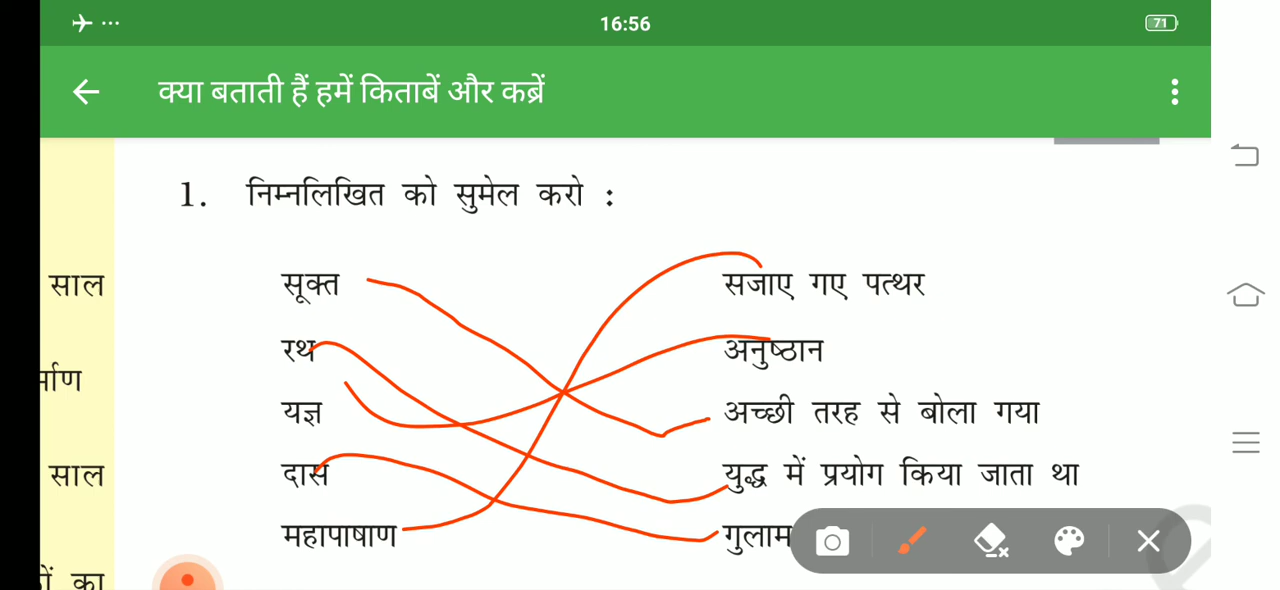 16:56
71
क्या बताती हैं हमें किताबें और कब्रें
1. निम्नलिखित को सुमेल करो :
साल
सूक्त सजाए गए पत्थर
रथ अनुष्ठान
यज्ञ अच्छी तरह से बोला गया
साल
दास युद्ध में प्रयोग किया जाता था
महापाषाण गुलाम
का